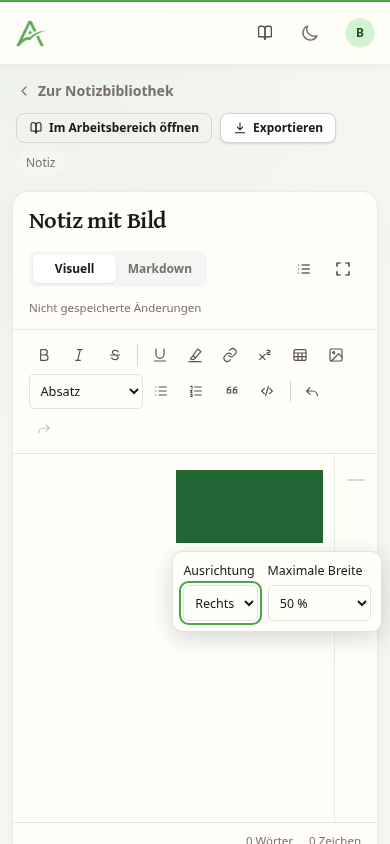 B
Zur Notizbibliothek
Im Arbeitsbereich öffnen Exportieren
Notiz
Notiz mit Bild
Visuell Markdown
Nicht gespeicherte Änderungen
B I S U x²
Absatz
Ausrichtung Maximale Breite
Rechts 50 %
0 Wörter 0 Zeichen